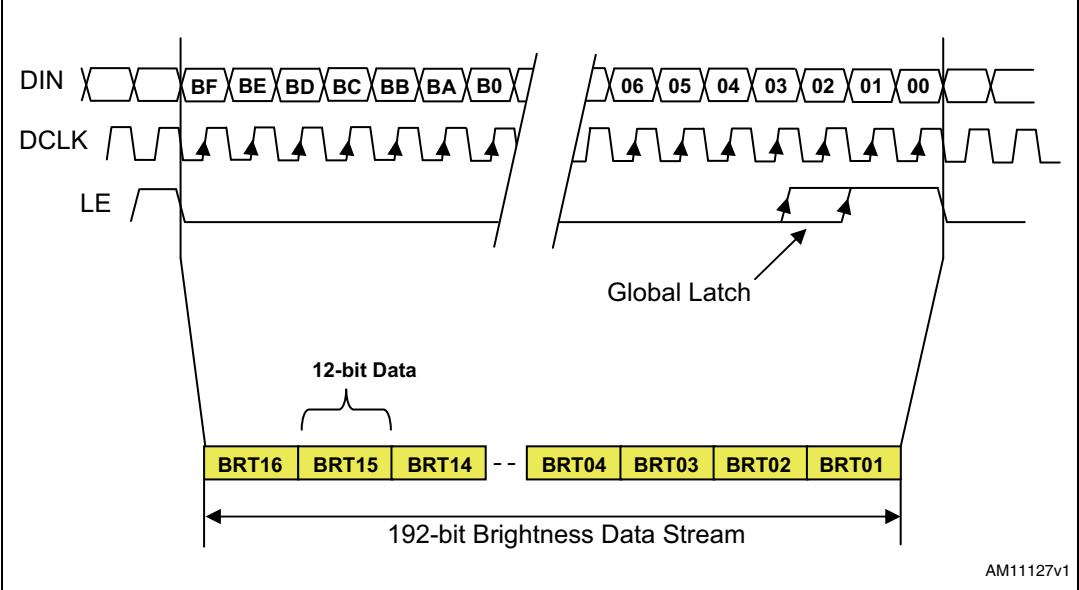 DIN BF BE BD BC BB BA B0 06 05 04 03 02 01 00
DCLK
LE
Global Latch
12-bit Data
BRT16 BRT15 BRT14 -- BRT04 BRT03 BRT02 BRT01
192-bit Brightness Data Stream
AM11127v1